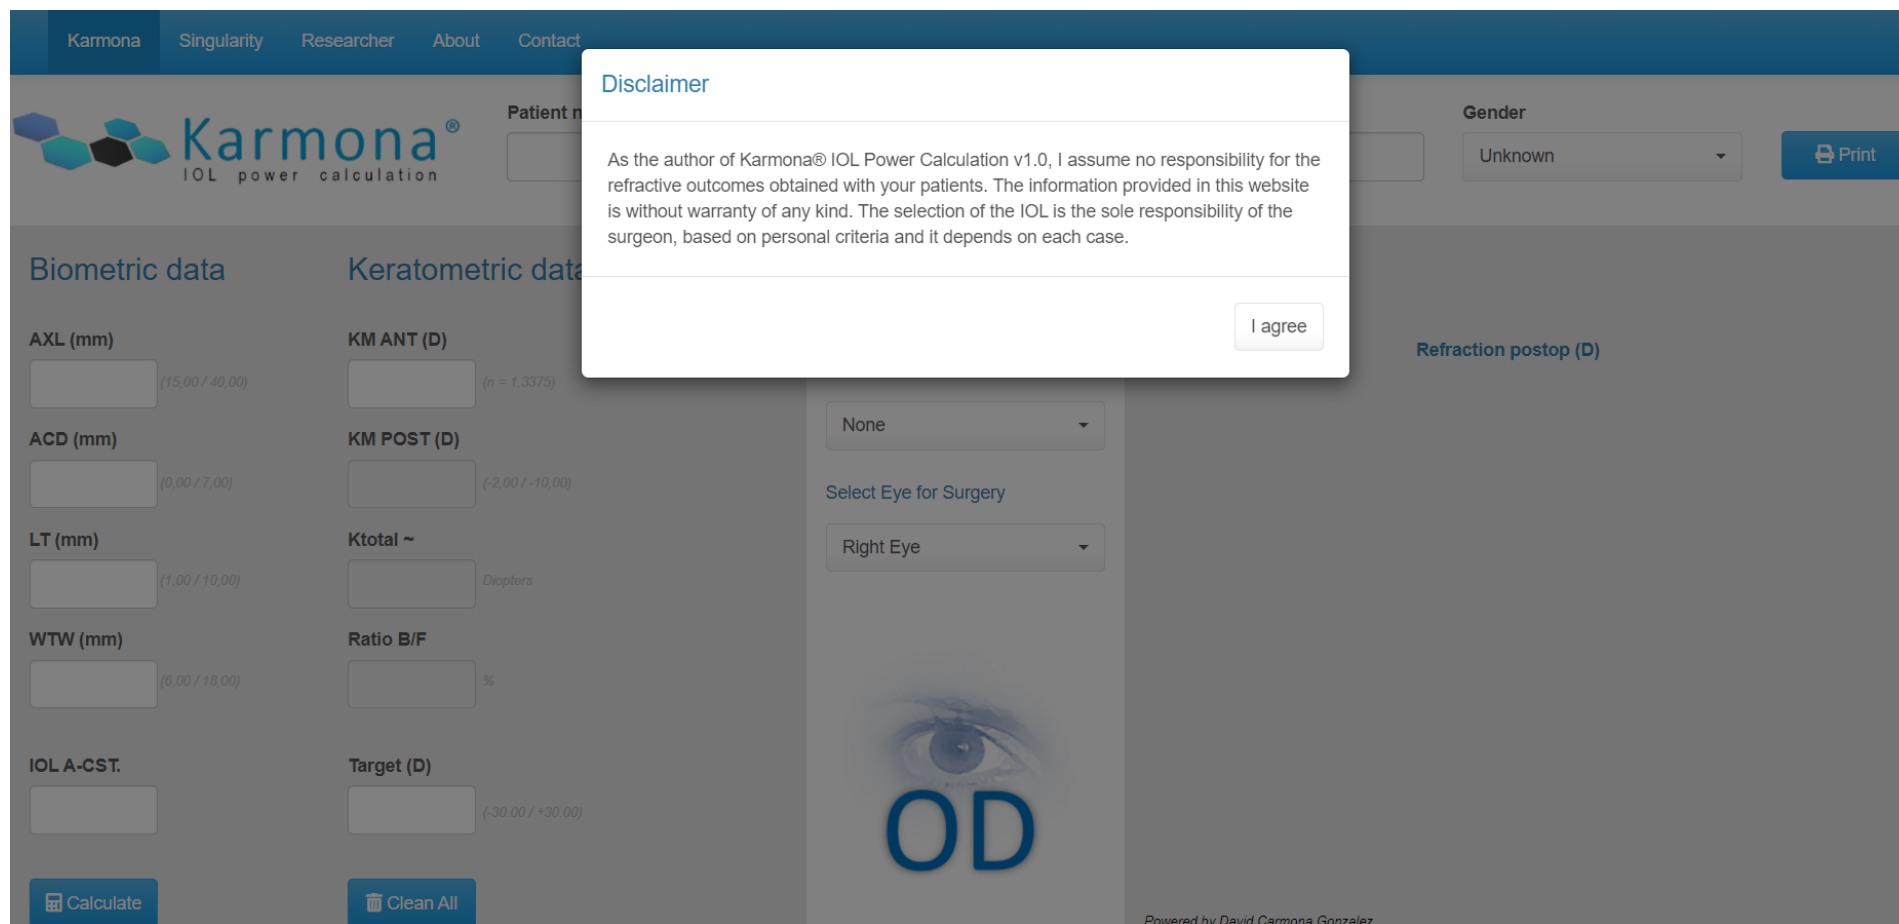 Karmona Singularity Researcher About Contact
Disclaimer
As the author of Karmona® IOL Power Calculation v1.0, I assume no responsibility for the
refractive outcomes obtained with your patients. The information provided in this website
is without warranty of any kind. The selection of the IOL is the sole responsibility of the
surgeon, based on personal criteria and it depends on each case.
I agree
Karmona®
IOL power calculation
Patient n
Gender
Unknown
Print
Biometric data
AXL (mm)
(15,00 / 40,00)
ACD (mm)
(0,00 / 7,00)
LT (mm)
(1,00 / 10,00)
WTW (mm)
(6,00 / 18,00)
IOL A-CST.
Calculate
Keratometric data
KM ANT (D)
(n = 1.3375)
KM POST (D)
(-2,00 / -10,00)
Ktotal ~
Diopters
Ratio B/F
%
Target (D)
(-30.00 / +30.00)
Clean All
None
Select Eye for Surgery
Right Eye
OD
Refraction postop (D)
Powered by David Carmona Gonzalez